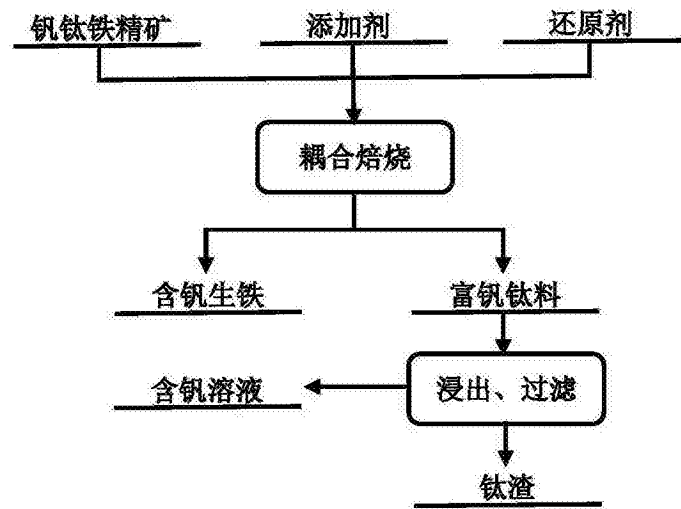 钒钛铁精矿 添加剂 还原剂
耦合焙烧
含钒生铁 富钒钛料
含钒溶液 浸出、过滤
钛渣